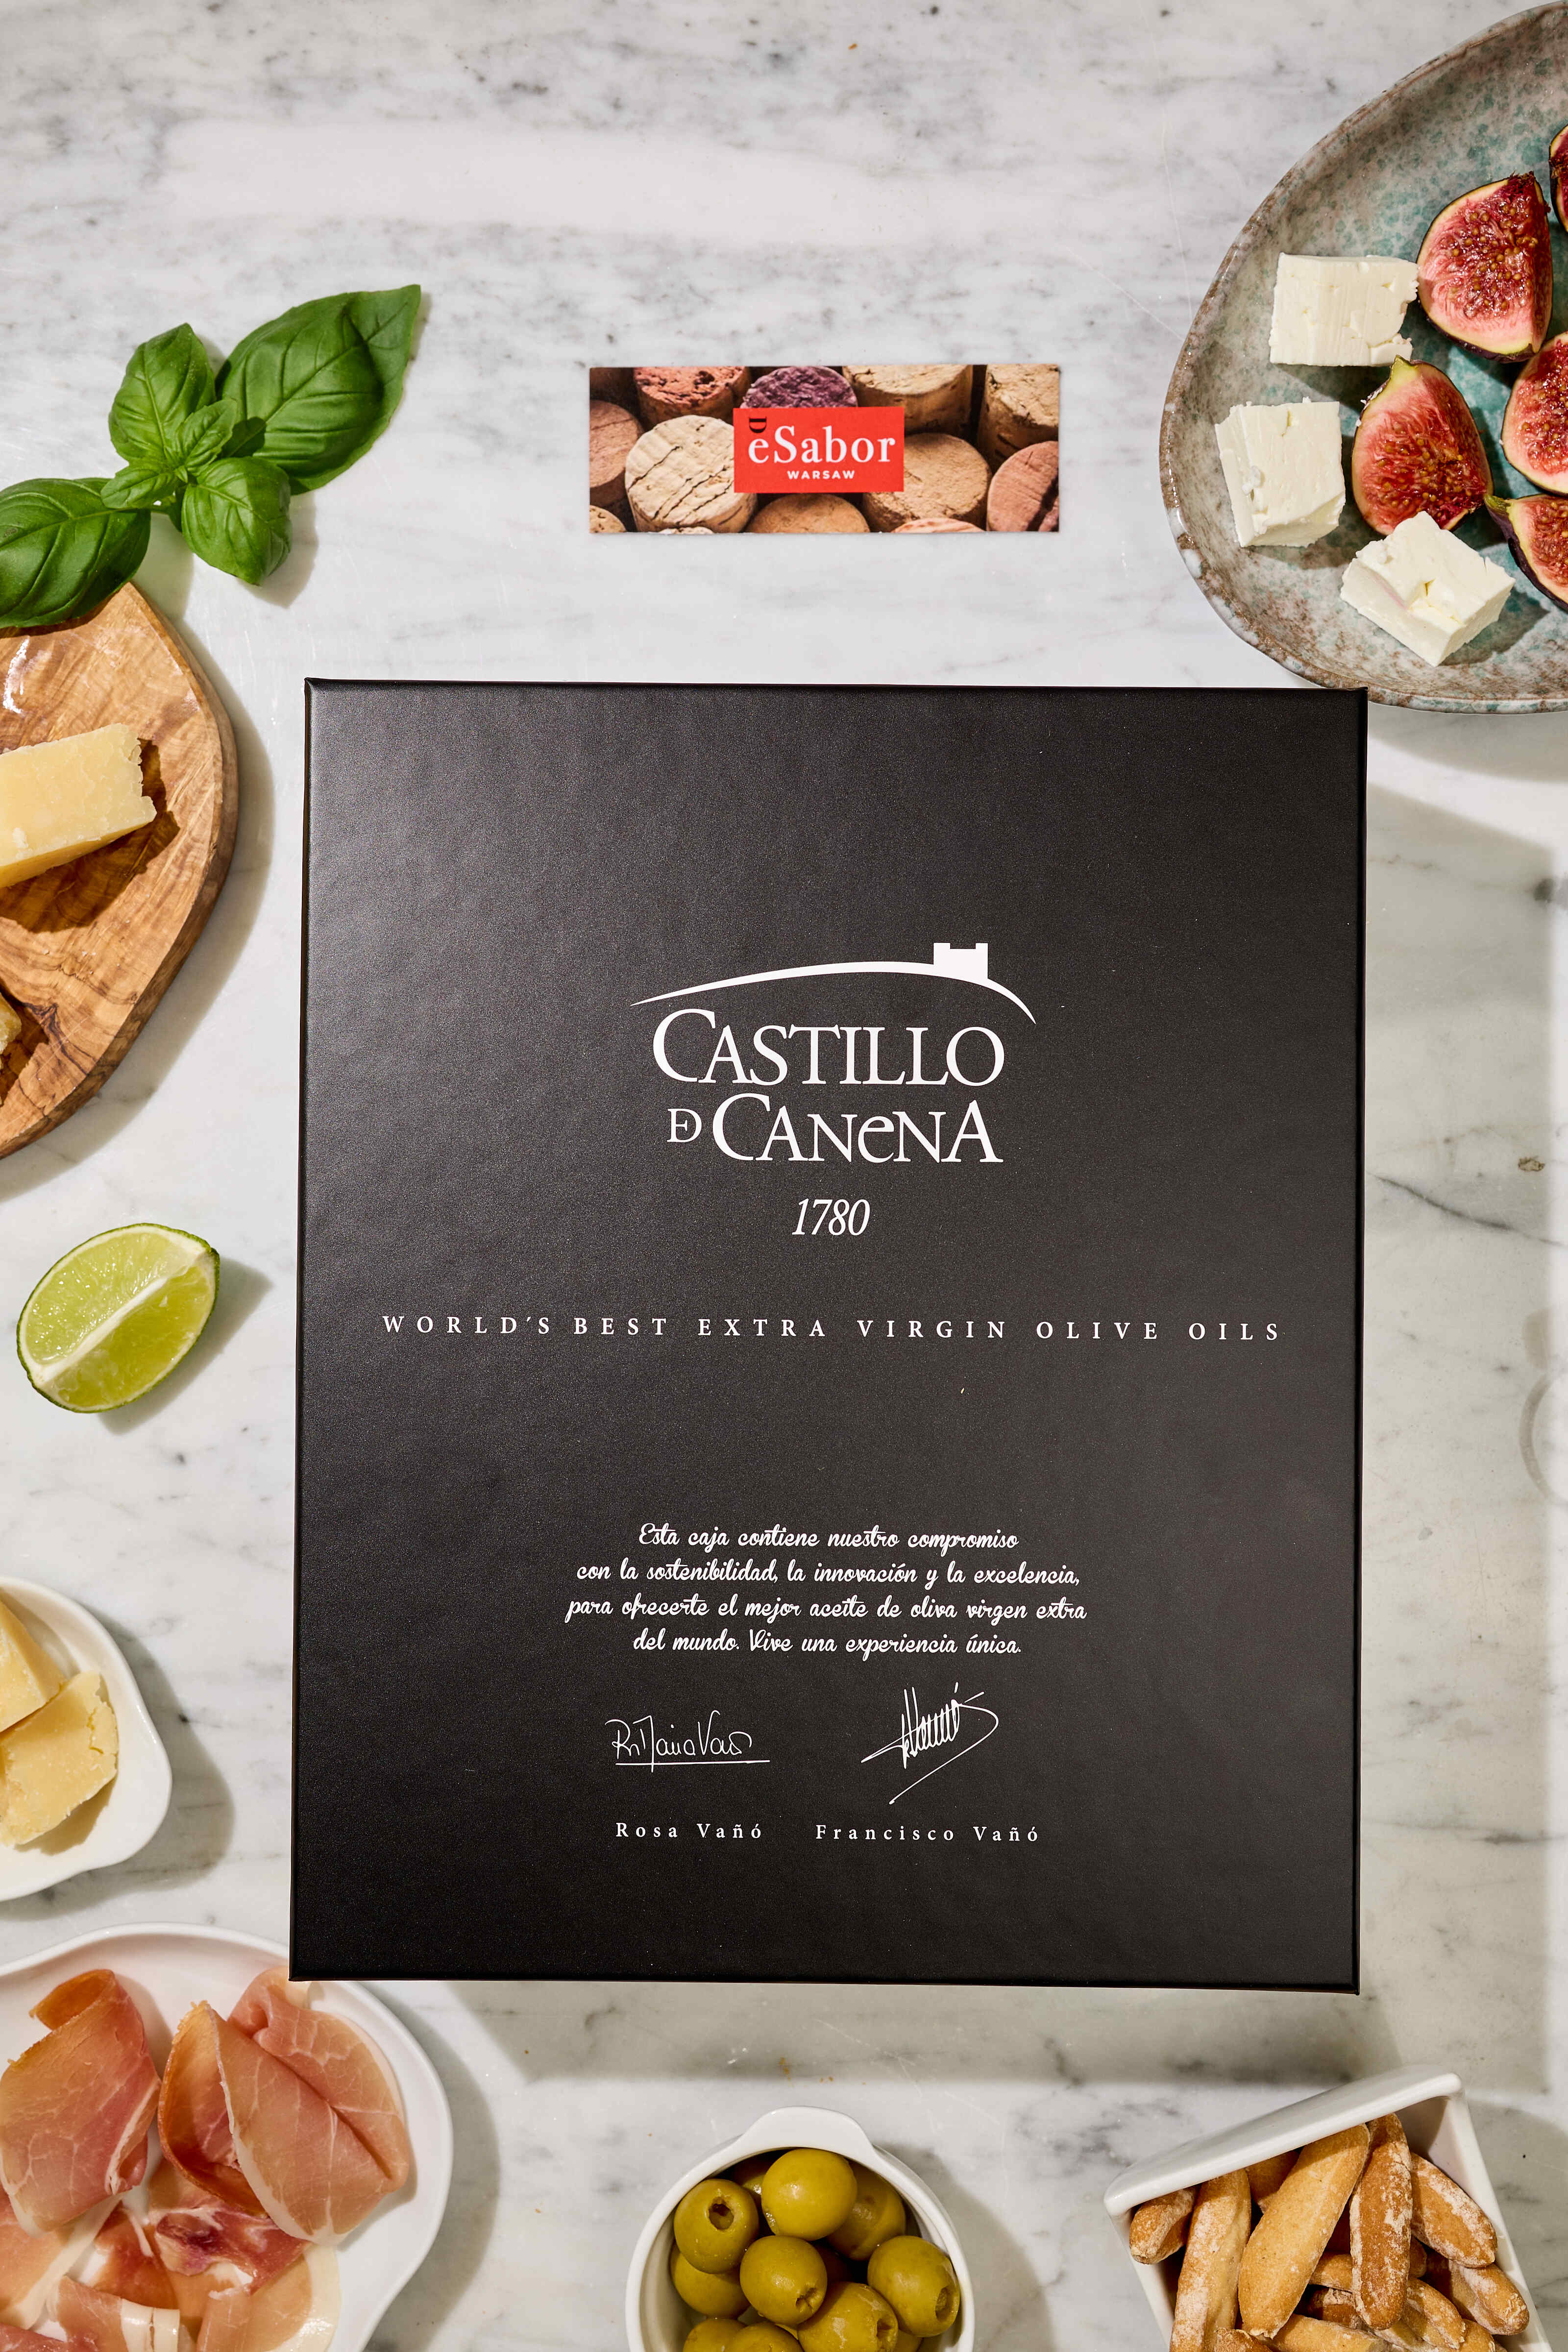 DeSabor
WARSAW
CASTILLO
DE CANeNA
1780
WORLD´S BEST EXTRA VIRGIN OLIVE OILS
Esta caja contiene nuestro compromiso
con la sostenibilidad, la innovación y la excelencia,
para ofrecerte el mejor aceite de oliva virgen extra
del mundo. Vive una experiencia única.
Rosa Vañó Francisco Vañó